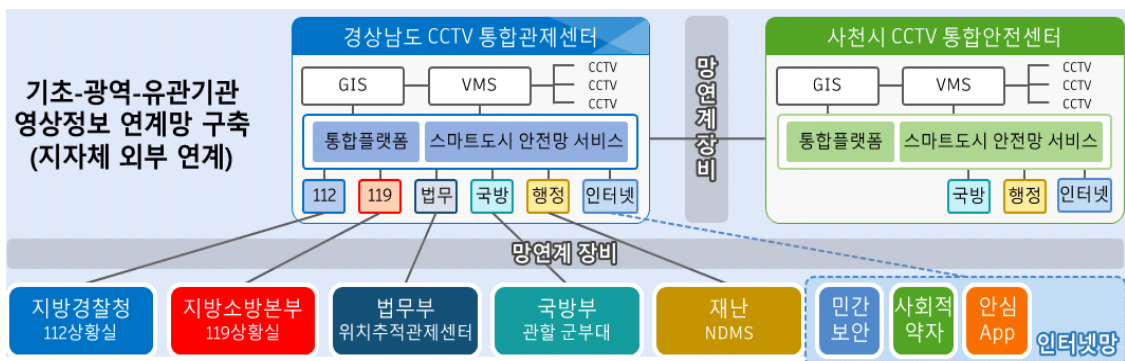 기초-광역-유관기관
영상정보 연계망 구축
(지자체 외부 연계)
경상남도 CCTV 통합관제센터
GIS
VMS
CCTV
CCTV
CCTV
통합플랫폼
스마트도시 안전망 서비스
112
119
법무
국방
행정
인터넷
망연계 장비
사천시 CCTV 통합안전센터
GIS
VMS
CCTV
CCTV
CCTV
통합플랫폼
스마트도시 안전망 서비스
국방
행정
인터넷
망연계 장비
지방경찰청
112상황실
지방소방본부
119상황실
법무부
위치추적관제센터
국방부
관할 군부대
재난
NDMS
민간
보안
사회적
약자
안심
App
인터넷망